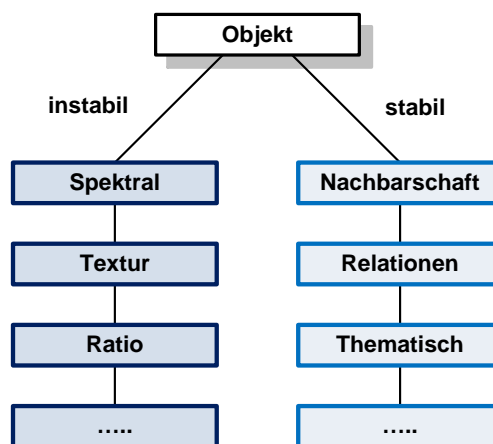 Objekt
instabil
stabil
Spektral
Nachbarschaft
Textur
Relationen
Ratio
Thematisch
…..
…..